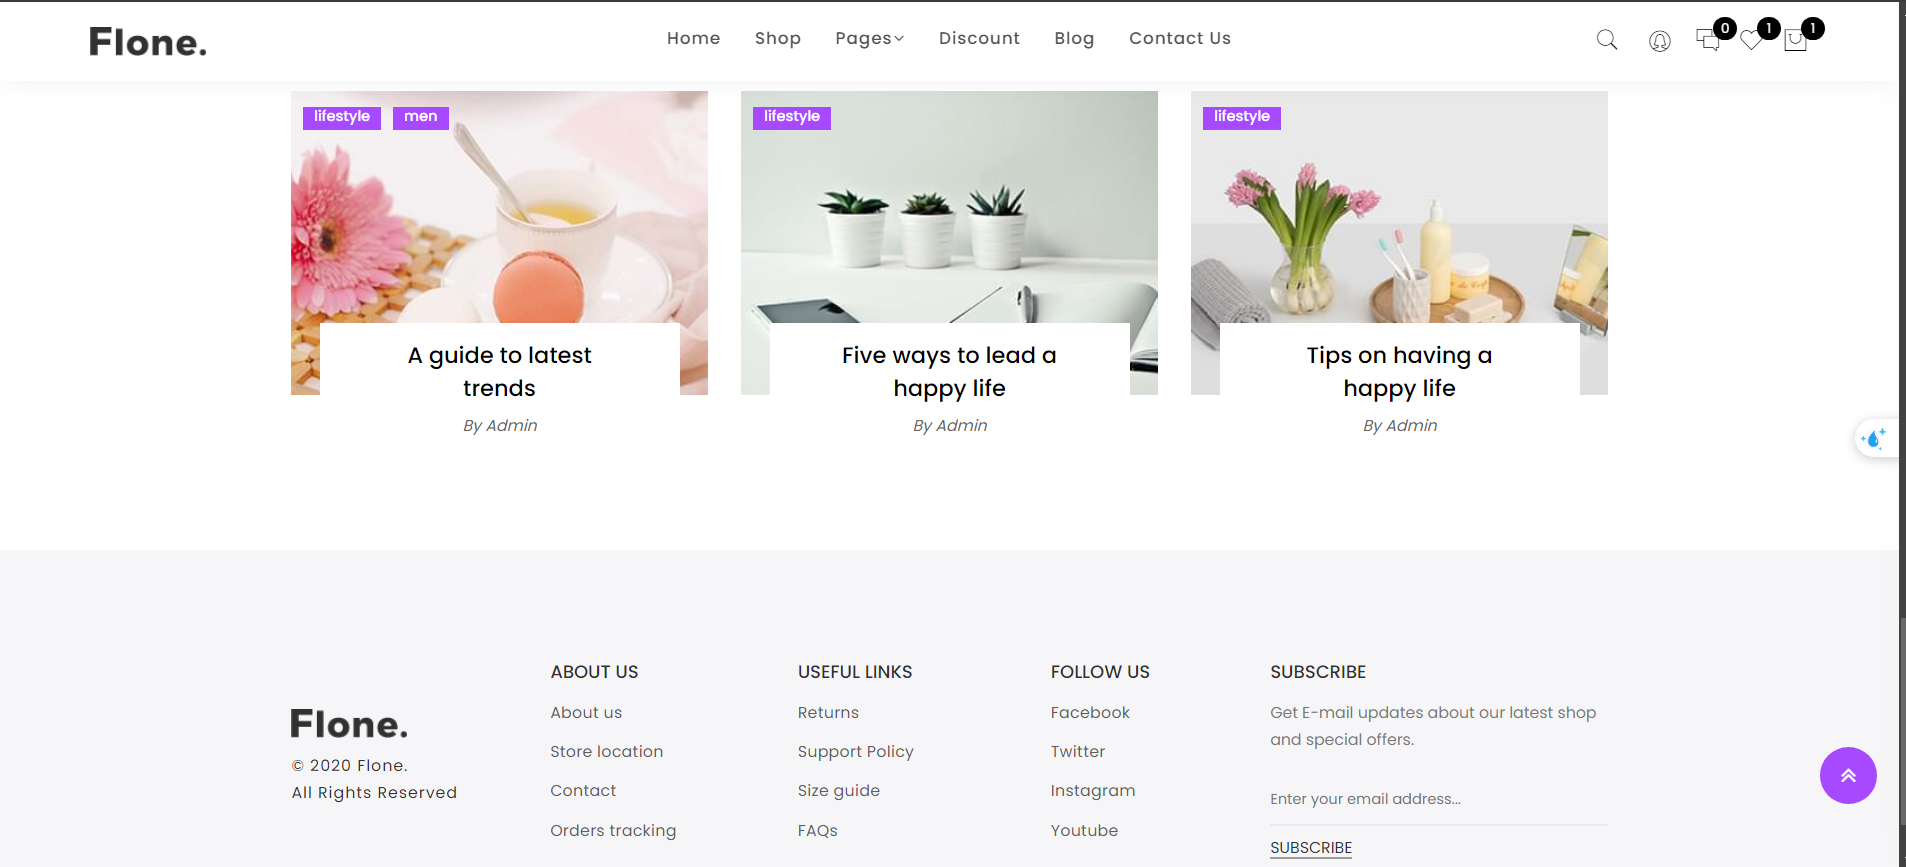 Flone.
Home Shop Pages Discount Blog Contact Us
0 1 1
lifestyle men
lifestyle
lifestyle
A guide to latest
trends
By Admin
Five ways to lead a
happy life
By Admin
Tips on having a
happy life
By Admin
Flone.
© 2020 Flone.
All Rights Reserved
ABOUT US
About us
Store location
Contact
Orders tracking
USEFUL LINKS
Returns
Support Policy
Size guide
FAQs
FOLLOW US
Facebook
Twitter
Instagram
Youtube
SUBSCRIBE
Get E-mail updates about our latest shop
and special offers.
Enter your email address...
SUBSCRIBE